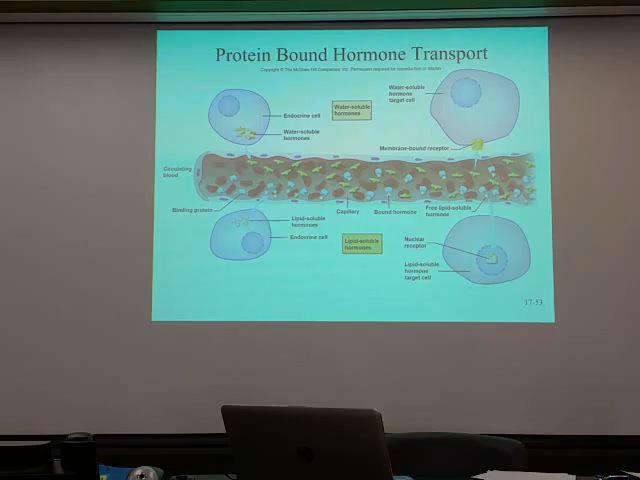 Protein Bound Hormone Transport
Copyright © The McGraw-Hill Companies, Inc. Permission required for reproduction or display.
Water-soluble
hormone
target cell
Water-soluble
hormones
Endocrine cell
Water-soluble
hormones
Membrane-bound receptor
Circulating
blood
Binding protein
Capillary
Bound hormone
Free lipid-soluble
hormone
Lipid-soluble
hormones
Endocrine cell
Lipid-soluble
hormones
Nuclear
receptor
Lipid-soluble
hormone
target cell
17-53